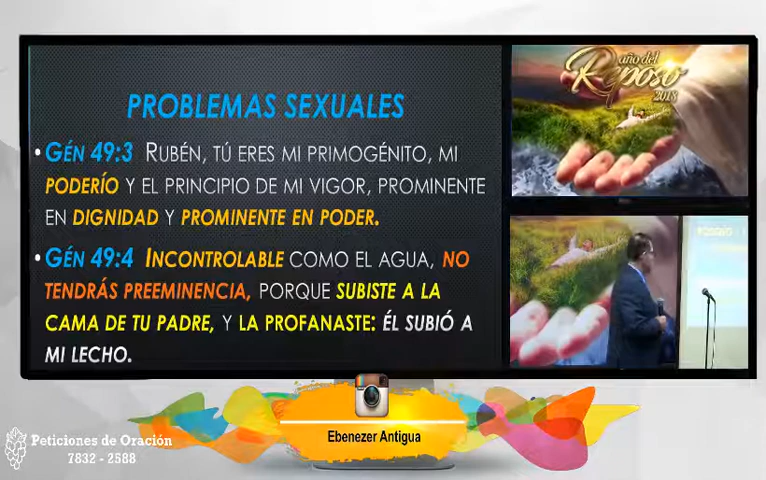 PROBLEMAS SEXUALES
• GÉN 49:3 RUBÉN, TÚ ERES MI PRIMOGÉNITO, MI
PODERÍO Y EL PRINCIPIO DE MI VIGOR, PROMINENTE
EN DIGNIDAD Y PROMINENTE EN PODER.
• GÉN 49:4 INCONTROLABLE COMO EL AGUA, NO
TENDRÁS PREEMINENCIA, PORQUE SUBISTE A LA
CAMA DE TU PADRE, Y LA PROFANASTE: ÉL SUBIÓ A
MI LECHO.
año del
Reposo
2018
Ebenezer Antigua
Peticiones de Oración
7832 - 2588